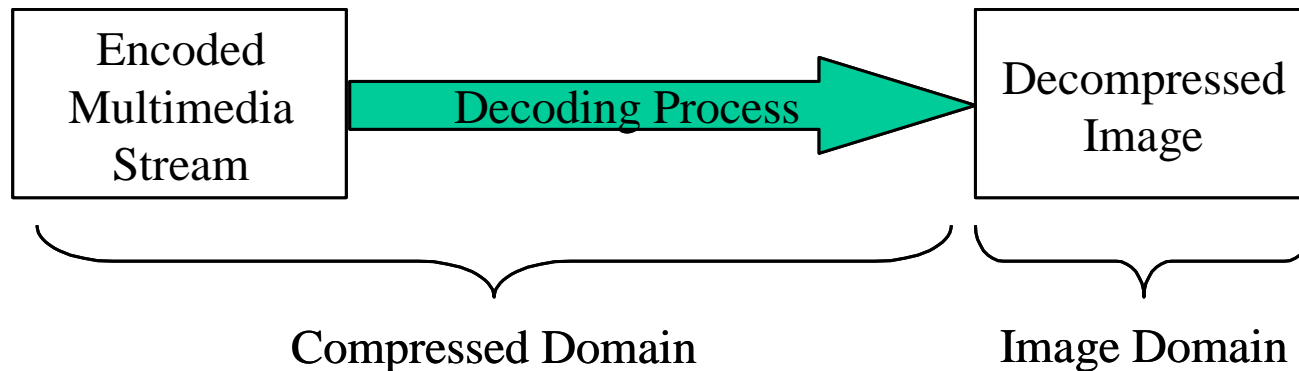 Encoded
Multimedia
Stream
Decoding Process
Decompressed
Image
Compressed Domain
Image Domain